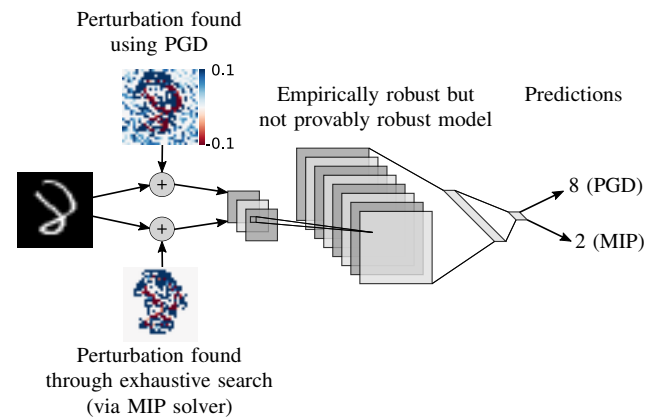 Perturbation found
using PGD
0.1
-0.1
Empirically robust but
not provably robust model
Predictions
+
+
8 (PGD)
2 (MIP)
Perturbation found
through exhaustive search
(via MIP solver)